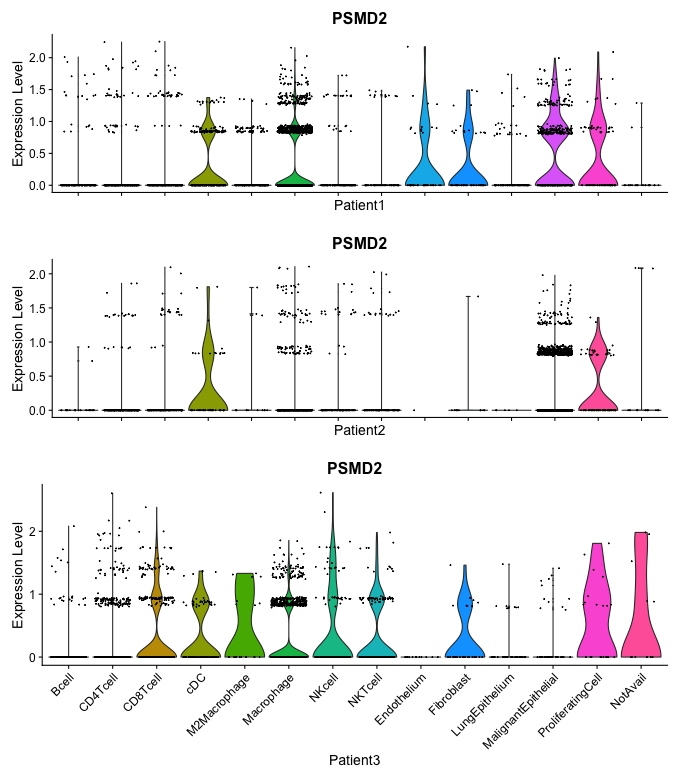 PSMD2
Expression Level
2.0
1.5
1.0
0.5
0.0
Patient1
PSMD2
Expression Level
2.0
1.5
1.0
0.5
0.0
Patient2
PSMD2
Expression Level
2
1
0
Bcell
CD4Tcell
CD8Tcell
cDC
M2Macrophage
Macrophage
NKcell
NKTcell
Endothelium
Fibroblast
LungEpithelium
MalignantEpithelial
ProliferatingCell
NotAvail
Patient3